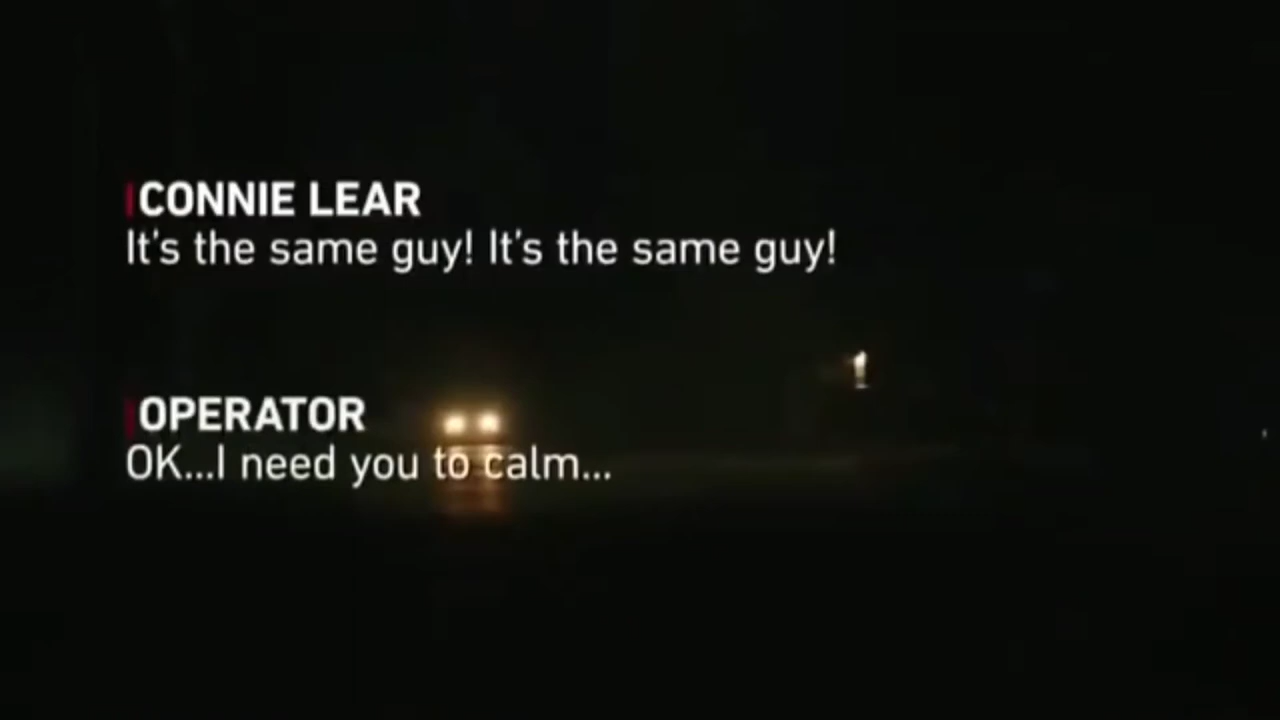 CONNIE LEAR
It's the same guy! It's the same guy!
OPERATOR
OK...I need you to calm...